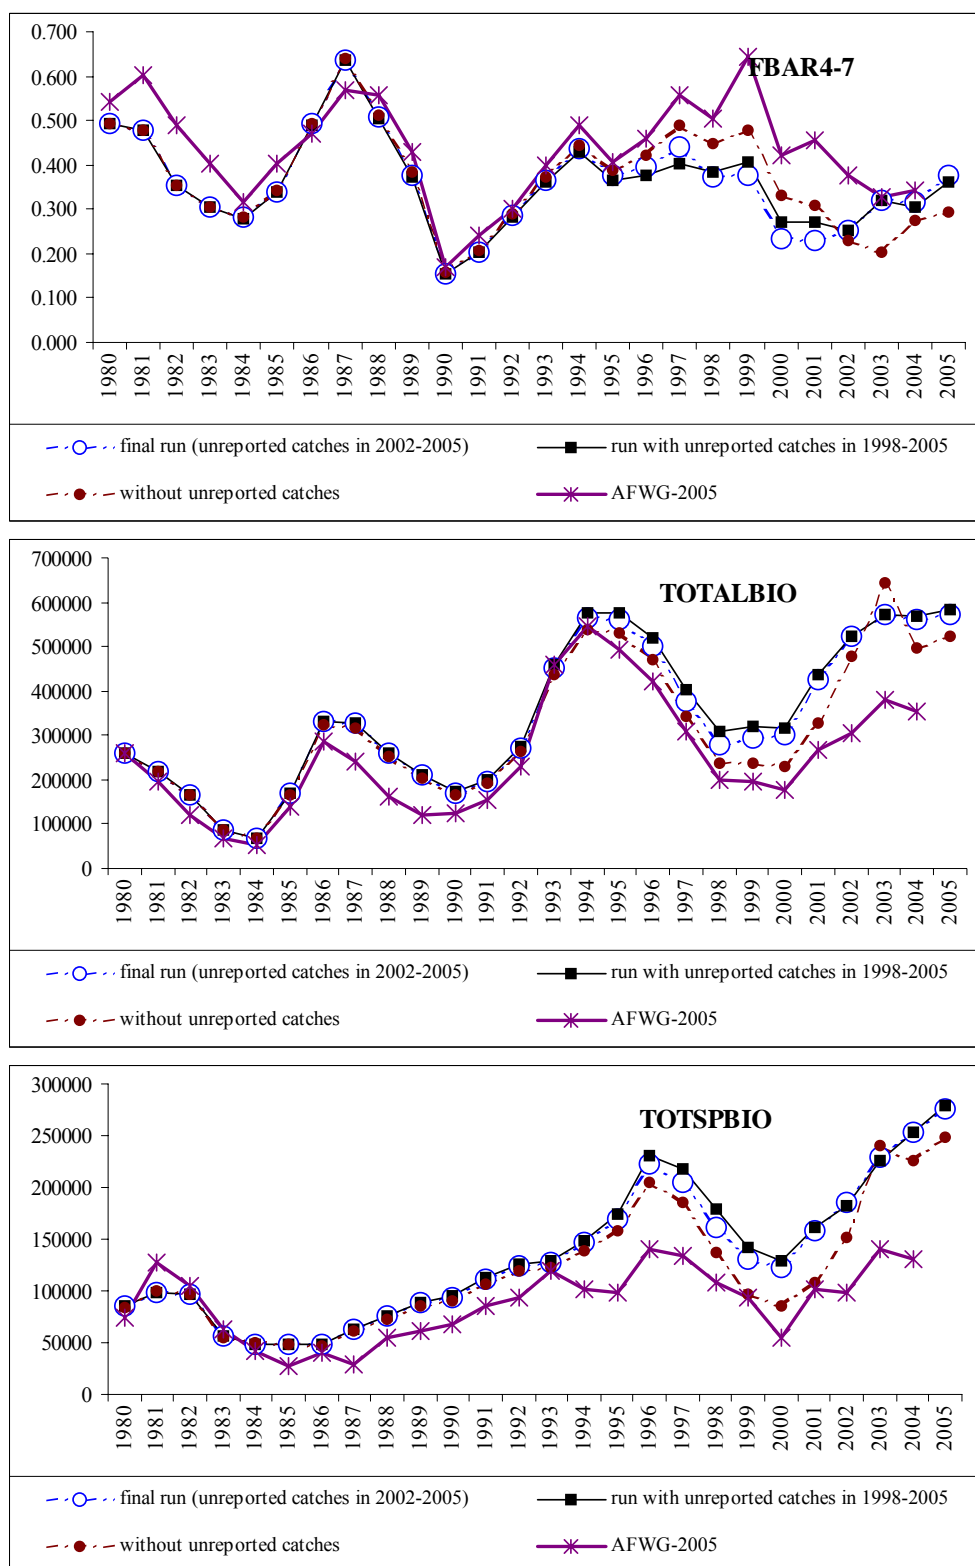 0.700
0.600
FBAR4-7
0.500
0.400
0.300
0.200
0.100
0.000
1980 1981 1982 1983 1984 1985 1986 1987 1988 1989 1990 1991 1992 1993 1994 1995 1996 1997 1998 1999 2000 2001 2002 2003 2004 2005
final run (unreported catches in 2002-2005) run with unreported catches in 1998-2005
without unreported catches AFWG-2005
700000
600000
TOTALBIO
500000
400000
300000
200000
100000
0
1980 1981 1982 1983 1984 1985 1986 1987 1988 1989 1990 1991 1992 1993 1994 1995 1996 1997 1998 1999 2000 2001 2002 2003 2004 2005
final run (unreported catches in 2002-2005) run with unreported catches in 1998-2005
without unreported catches AFWG-2005
300000
TOTSPBIO
250000
200000
150000
100000
50000
0
1980 1981 1982 1983 1984 1985 1986 1987 1988 1989 1990 1991 1992 1993 1994 1995 1996 1997 1998 1999 2000 2001 2002 2003 2004 2005
final run (unreported catches in 2002-2005) run with unreported catches in 1998-2005
without unreported catches AFWG-2005